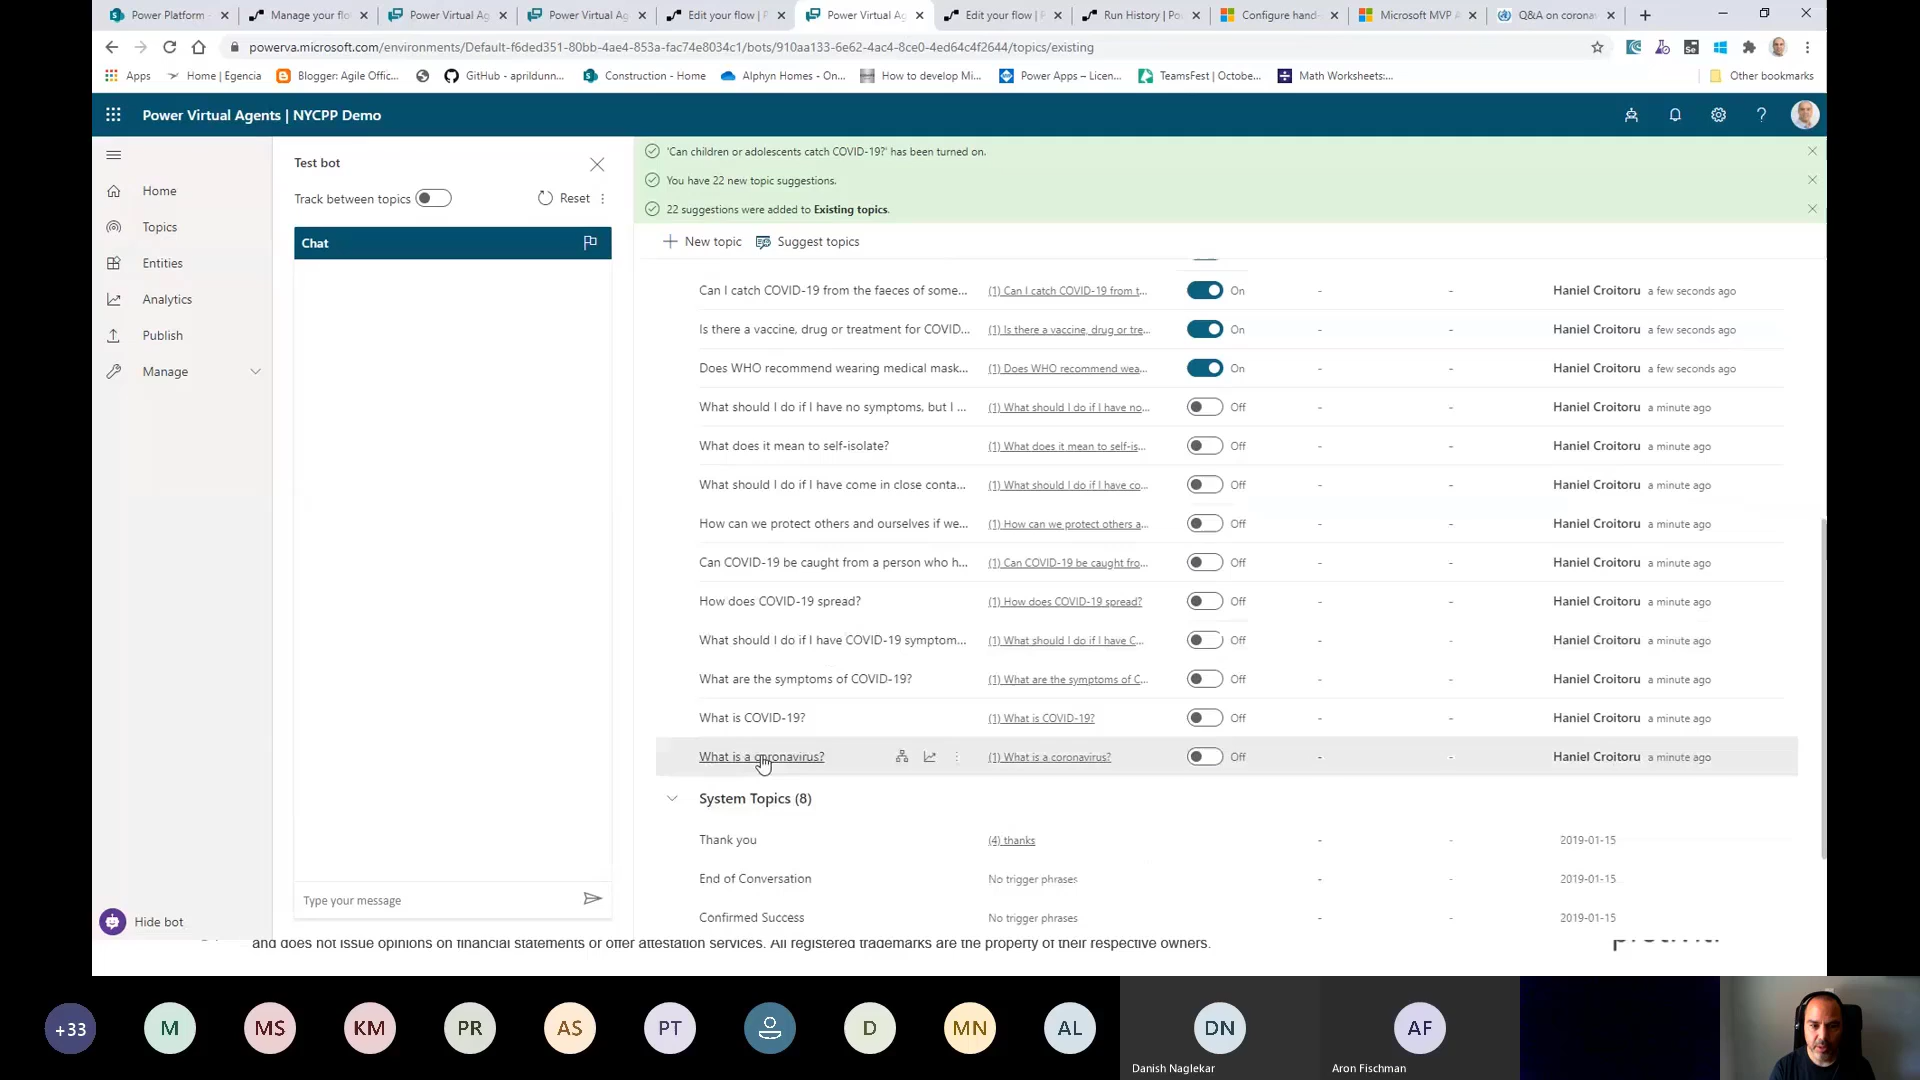 Power Platform
Manage your flo
Power Virtual Ag
Power Virtual Ag
Edit your flow | P
Power Virtual Ag
Edit your flow | P
Run History | Po
Configure hand-
Microsoft MVP A
Q&A on corona
powerva.microsoft.com/environments/Default-f6ded351-80bb-4ae4-853a-fac74e8034c1/bots/910aa133-6e62-4ac4-8ce0-4ed64c4f2644/topics/existing
Apps
Home | Egencia
Blogger: Agile Offic...
GitHub - aprildunn...
Construction - Home
Alphyn Homes - On...
How to develop Mi...
Power Apps – Licen...
TeamsFest | Octobe...
Math Worksheets:...
Other bookmarks
Power Virtual Agents | NYCPP Demo
Home
Topics
Entities
Analytics
Publish
Manage
Hide bot
Test bot
Track between topics
Reset
Chat
Type your message
'Can children or adolescents catch COVID-19?' has been turned on.
You have 22 new topic suggestions.
22 suggestions were added to Existing topics.
New topic Suggest topics
Can I catch COVID-19 from the faeces of some... (1) Can I catch COVID-19 from t... On - - Haniel Croitoru a few seconds ago
Is there a vaccine, drug or treatment for COVID... (1) Is there a vaccine, drug or tre... On - - Haniel Croitoru a few seconds ago
Does WHO recommend wearing medical mask... (1) Does WHO recommend wea... On - - Haniel Croitoru a few seconds ago
What should I do if I have no symptoms, but I ... (1) What should I do if I have no... Off - - Haniel Croitoru a minute ago
What does it mean to self-isolate? (1) What does it mean to self-is... Off - - Haniel Croitoru a minute ago
What should I do if I have come in close conta... (1) What should I do if I have co... Off - - Haniel Croitoru a minute ago
How can we protect others and ourselves if we... (1) How can we protect others a... Off - - Haniel Croitoru a minute ago
Can COVID-19 be caught from a person who h... (1) Can COVID-19 be caught fro... Off - - Haniel Croitoru a minute ago
How does COVID-19 spread? (1) How does COVID-19 spread? Off - - Haniel Croitoru a minute ago
What should I do if I have COVID-19 symptom... (1) What should I do if I have C... Off - - Haniel Croitoru a minute ago
What are the symptoms of COVID-19? (1) What are the symptoms of C... Off - - Haniel Croitoru a minute ago
What is COVID-19? (1) What is COVID-19? Off - - Haniel Croitoru a minute ago
What is a coronavirus? (1) What is a coronavirus? Off - - Haniel Croitoru a minute ago
System Topics (8)
Thank you (4) thanks - - 2019-01-15
End of Conversation No trigger phrases - - 2019-01-15
Confirmed Success No trigger phrases - - 2019-01-15
and does not issue opinions on financial statements or offer attestation services. All registered trademarks are the property of their respective owners.
+33
M
MS
KM
PR
AS
PT
D
MN
AL
DN
AF
Danish Naglekar
Aron Fischman